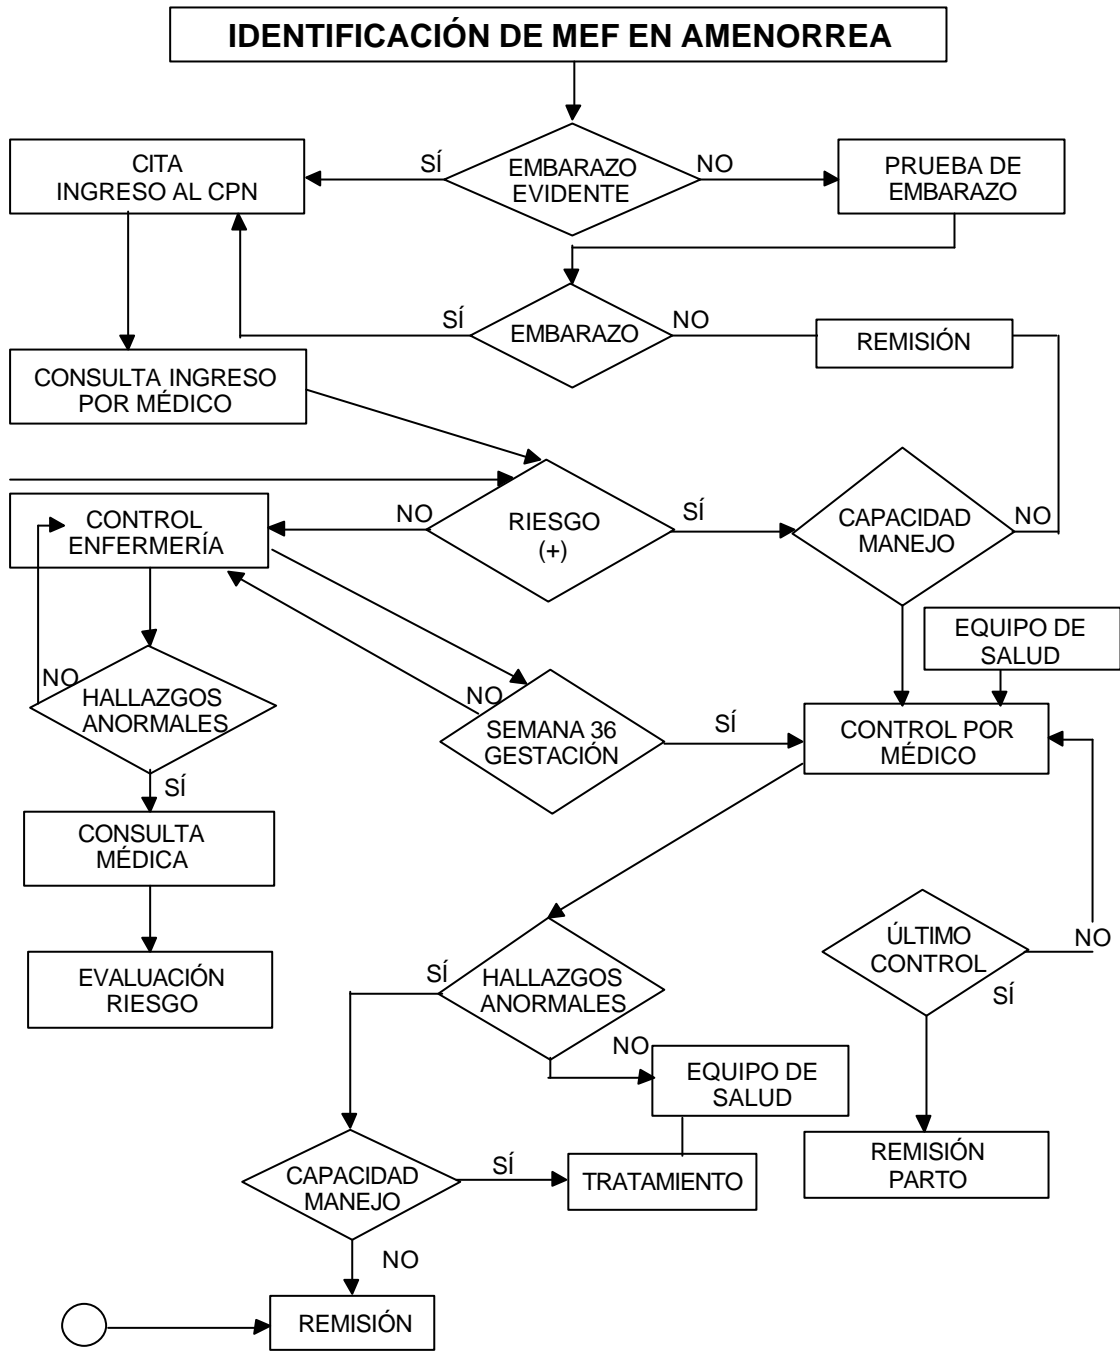 IDENTIFICACIÓN DE MEF EN AMENORREA
CITA
INGRESO AL CPN
SÍ
EMBARAZO
EVIDENTE
NO
PRUEBA DE
EMBARAZO
SÍ
EMBARAZO
NO
REMISIÓN
CONSULTA INGRESO
POR MÉDICO
CONTROL
ENFERMERÍA
NO
RIESGO
(+)
SÍ
CAPACIDAD
MANEJO
NO
EQUIPO DE
SALUD
NO
HALLAZGOS
ANORMALES
SÍ
NO
SEMANA 36
GESTACIÓN
SÍ
CONTROL POR
MÉDICO
CONSULTA
MÉDICA
EVALUACIÓN
RIESGO
SÍ
HALLAZGOS
ANORMALES
NO
ÚLTIMO
CONTROL
NO
SÍ
EQUIPO DE
SALUD
CAPACIDAD
MANEJO
SÍ
TRATAMIENTO
REMISIÓN
PARTO
NO
REMISIÓN